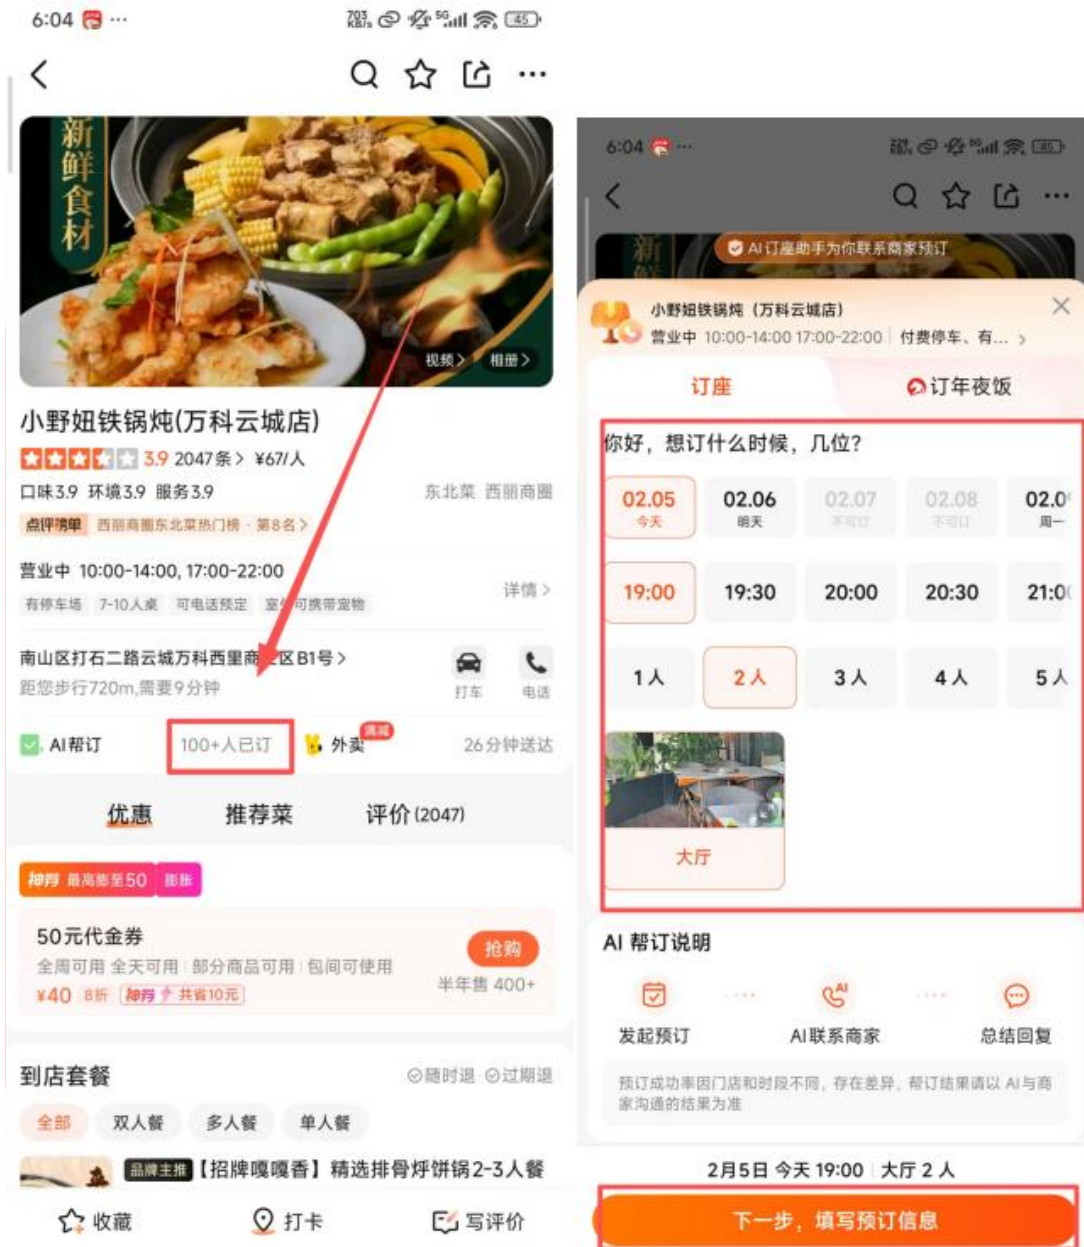 6:04
703 KB/s 5G 45
新鲜食材
视频> 相册>
小野妞铁锅炖(万科云城店)
3.9 2047条> ¥67/人
口味3.9 环境3.9 服务3.9 东北菜 西丽商圈
点评榜单 西丽商圈东北菜热门榜 · 第8名>
营业中 10:00-14:00, 17:00-22:00 详情>
有停车场 7-10人桌 可电话预定 可携带宠物
南山区打石二路云城万科西里商 区B1号>
距您步行720m,需要9分钟 打车 电话
AI帮订 100+人已订 外卖 满减 26分钟送达
优惠 推荐菜 评价(2047)
神券 最高膨至50 膨胀
50元代金券
抢购
全周可用 全天可用 部分商品可用 包间可使用
半年售 400+
¥40 8折 神券 共省10元
到店套餐 随时退 过期退
全部 双人餐 多人餐 单人餐
品牌主推【招牌嘎嘎香】精选排骨烀饼锅2-3人餐
收藏 打卡 写评价
6:04
5G 45
新鲜
AI订座助手为你联系商家预订
小野妞铁锅炖(万科云城店)
营业中 10:00-14:00 17:00-22:00 付费停车、有... >
订座 订年夜饭
你好,想订什么时候,几位?
02.05 02.06 02.07 02.08
今天 明天 不可订 不可订 周一
19:00 19:30 20:00 20:30
1人 2人 3人 4人 5人
大厅
AI 帮订说明
发起预订 AI联系商家 总结回复
AI
预订成功率因门店和时段不同,存在差异,帮订结果请以 AI与商
家沟通的结果为准
2月5日 今天 19:00 大厅 2人
下一步,填写预订信息